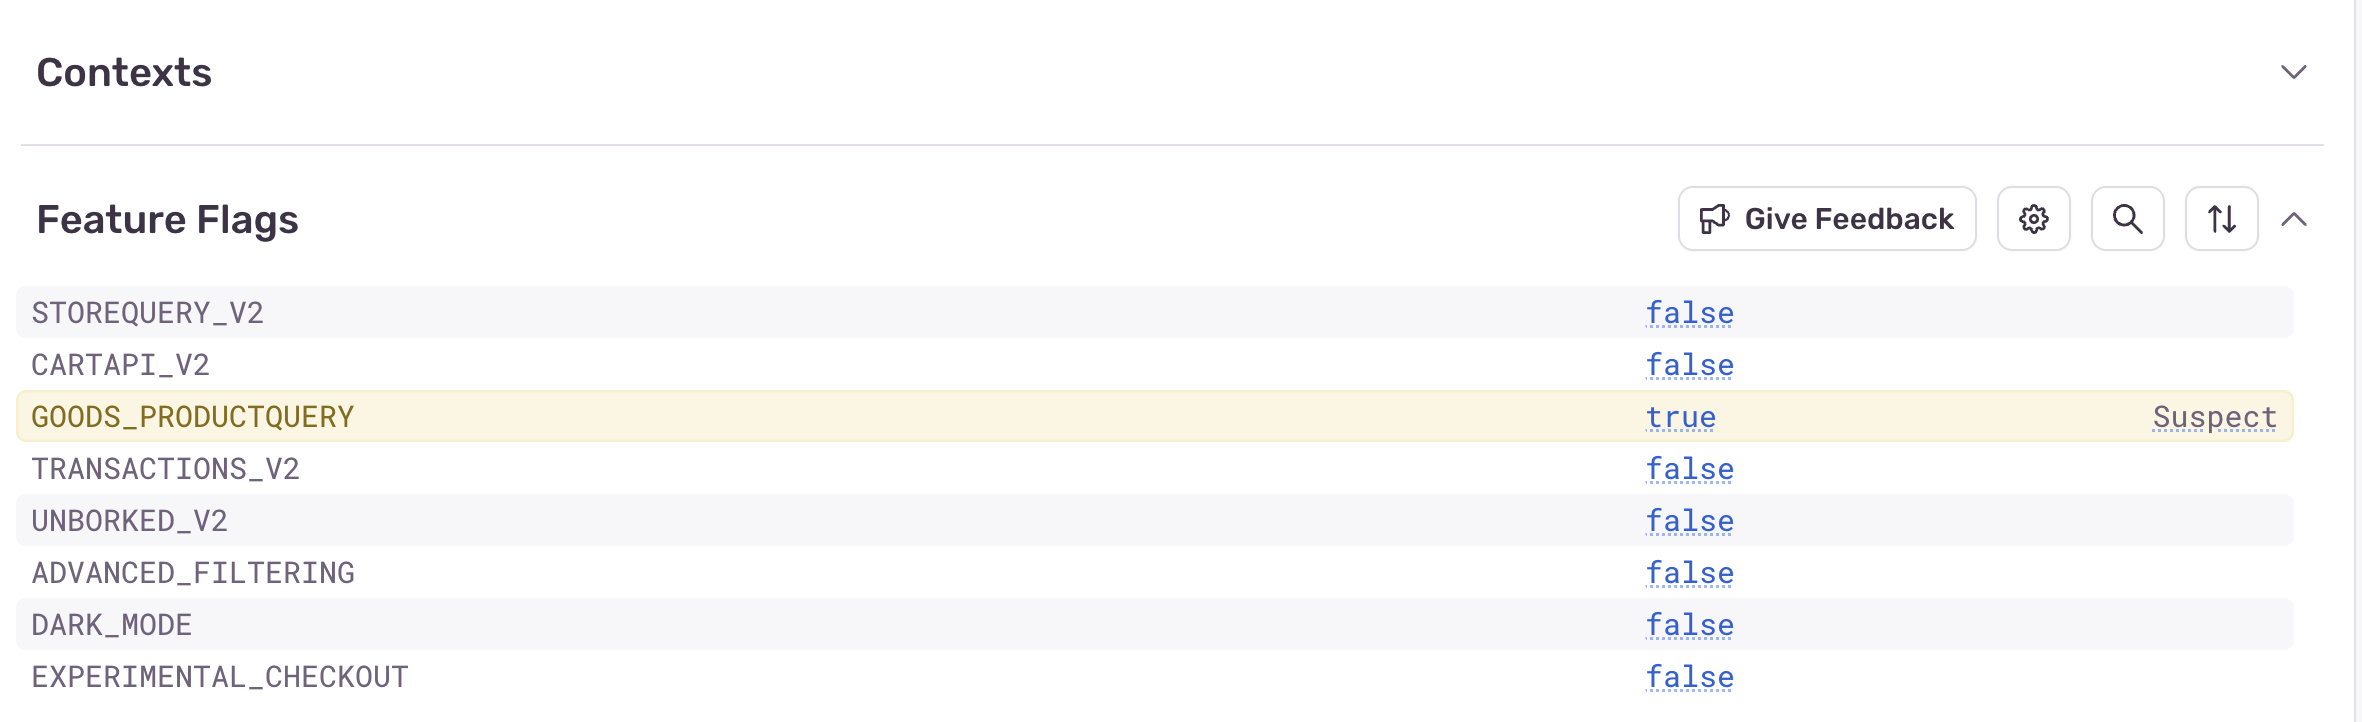 Contexts
Feature Flags Give Feedback
STOREQUERY_V2 false
CARTAPI_V2 false
GOODS_PRODUCTQUERY true Suspect
TRANSACTIONS_V2 false
UNBORKED_V2 false
ADVANCED_FILTERING false
DARK_MODE false
EXPERIMENTAL_CHECKOUT false